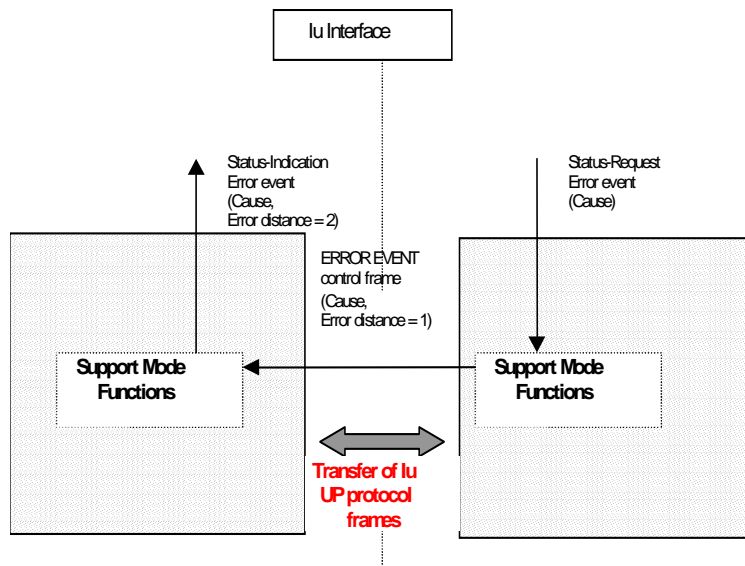 Iu Interface
Status-Indication
Error event
(Cause,
Error distance = 2)
Status-Request
Error event
(Cause)
ERROR EVENT
control frame
(Cause,
Error distance = 1)
Support Mode
Functions
Support Mode
Functions
Transfer of Iu
UP protocol
frames